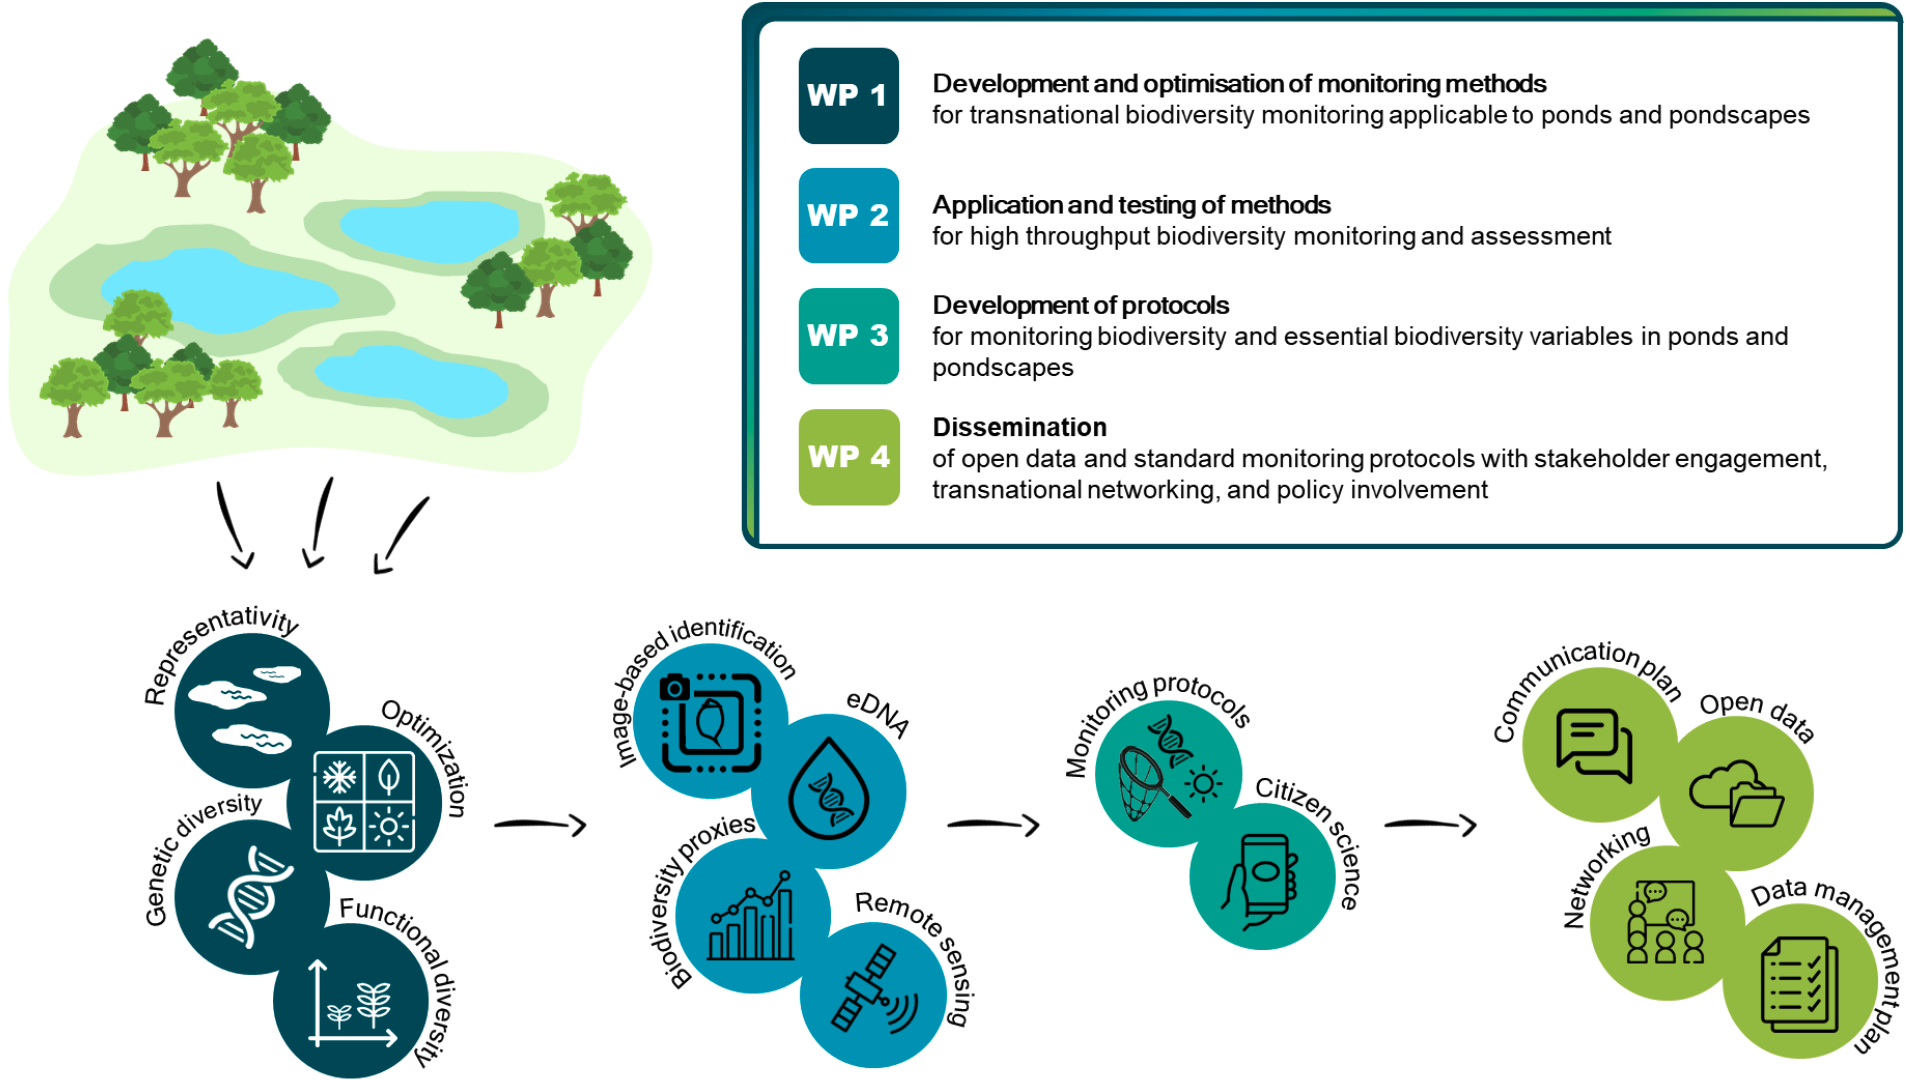 WP 1
Development and optimisation of monitoring methods
for transnational biodiversity monitoring applicable to ponds and pondscapes
WP 2
Application and testing of methods
for high throughput biodiversity monitoring and assessment
WP 3
Development of protocols
for monitoring biodiversity and essential biodiversity variables in ponds and
pondscapes
WP 4
Dissemination
of open data and standard monitoring protocols with stakeholder engagement,
transnational networking, and policy involvement
Representativity
Optimization
Genetic diversity
Functional diversity
Image-based identification
eDNA
Biodiversity proxies
Remote sensing
Monitoring protocols
Citizen science
Communication plan
Open data
Networking
Data management plan